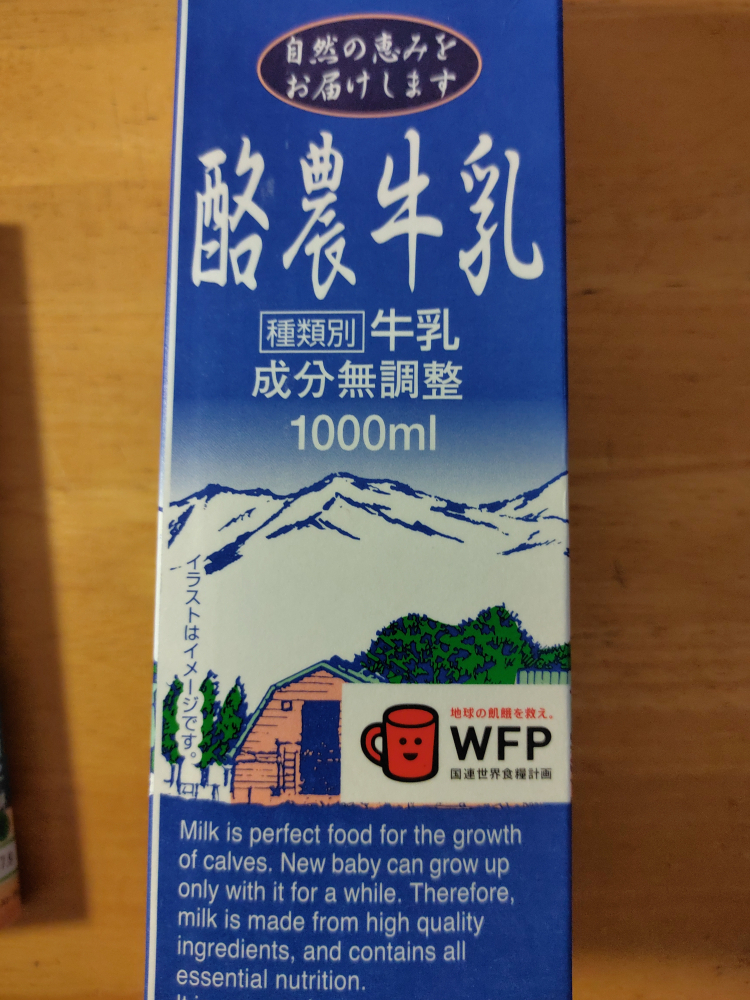 自然の恵みを
お届けします
酪農牛乳
種類別 牛乳
成分無調整
1000ml
イラストはイメージです。
地球の飢餓を救え。
WFP
国連世界食糧計画
Milk is perfect food for the growth
of calves. New baby can grow up
only with it for a while. Therefore,
milk is made from high quality
ingredients, and contains all
essential nutrition.